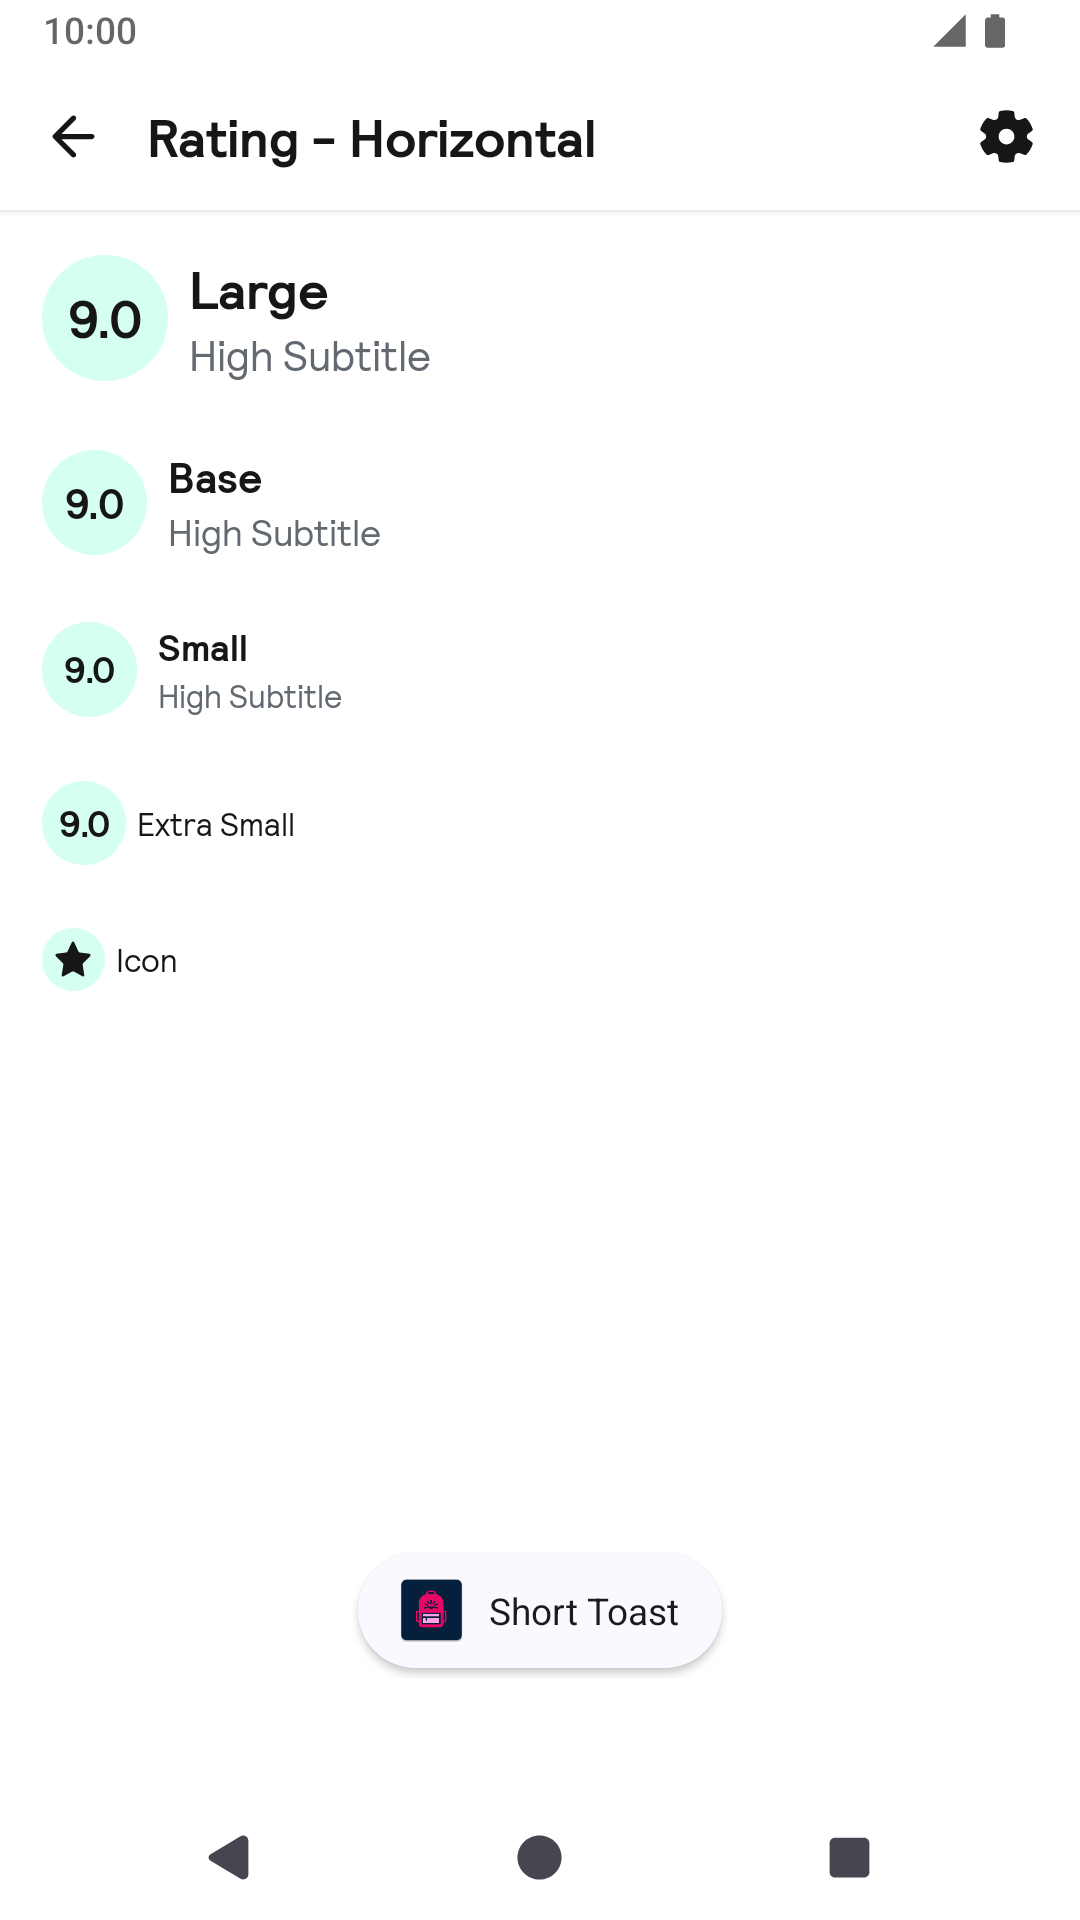 10:00
Rating - Horizontal
9.0
Large
High Subtitle
9.0
Base
High Subtitle
9.0
Small
High Subtitle
9.0 Extra Small
Icon
Short Toast